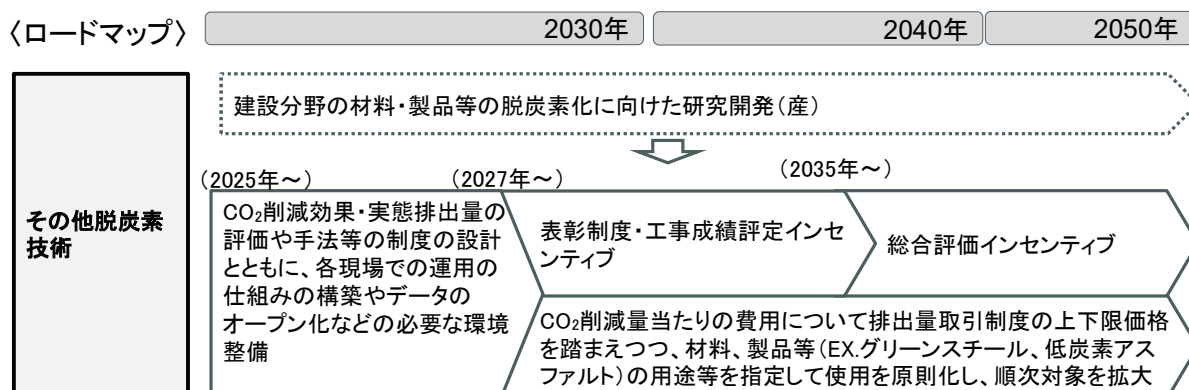 〈ロードマップ〉
2030年
2040年
2050年
建設分野の材料・製品等の脱炭素化に向けた研究開発（産）
（2025年～）
（2027年～）
（2035年～）
その他脱炭素
技術
CO₂削減効果・実態排出量の
評価や手法等の制度の設計
とともに、各現場での運用の
仕組みの構築やデータの
オープン化などの必要な環境
整備
表彰制度・工事成績評定インセ
ンティブ
総合評価インセンティブ
CO₂削減量当たりの費用について排出量取引制度の上下限価格
を踏まえつつ、材料、製品等（EX.グリーンスチール、低炭素アス
ファルト）の用途等を指定して使用を原則化し、順次対象を拡大